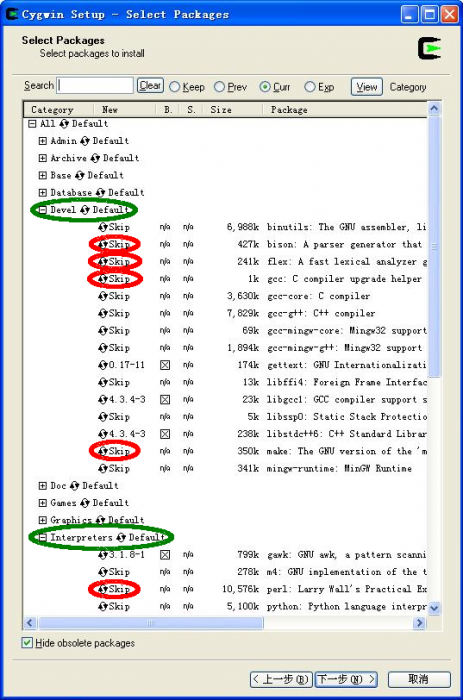 Cygwin Setup - Select Packages
Select Packages
Select packages to install
Search Clear Keep Prev Curr Exp View Category
Category New B. S. Size Package
All Default
Admin Default
Archive Default
Base Default
Database Default
Devel Default
Skip n/a n/a 6,988k binutils: The GNU assembler, li
Skip n/a n/a 427k bison: A parser generator that
Skip n/a n/a 241k flex: A fast lexical analyzer g
Skip n/a n/a 1k gcc: C compiler upgrade helper
Skip n/a n/a 3,630k gcc-core: C compiler
Skip n/a n/a 7,829k gcc-g++: C++ compiler
Skip n/a n/a 69k gcc-mingw-core: Mingw32 support
Skip n/a n/a 1,894k gcc-mingw-g++: Mingw32 support
0.17-11 n/a 174k gettext: GNU Internationalizati
Skip n/a n/a 13k libffi4: Foreign Frame Interfac
4.3.4-3 n/a 23k libgcc1: GCC compiler support s
Skip n/a n/a 5k libssp0: Static Stack Protectio
4.3.4-3 n/a 238k libstdc++6: C++ Standard Librar
Skip n/a n/a 350k make: The GNU version of the 'm
Skip n/a n/a 341k mingw-runtime: MinGW Runtime
Doc Default
Games Default
Graphics Default
Interpreters Default
3.1.8-1 n/a 799k gawk: GNU awk, a pattern scanni
Skip n/a n/a 278k m4: GNU implementation of the t
Skip n/a n/a 10,576k perl: Larry Wall's Practical Ex
Skip n/a n/a 5,100k python: Python language interpr
Hide obsolete packages
< 上一步(B) 下一步(N) > 取消